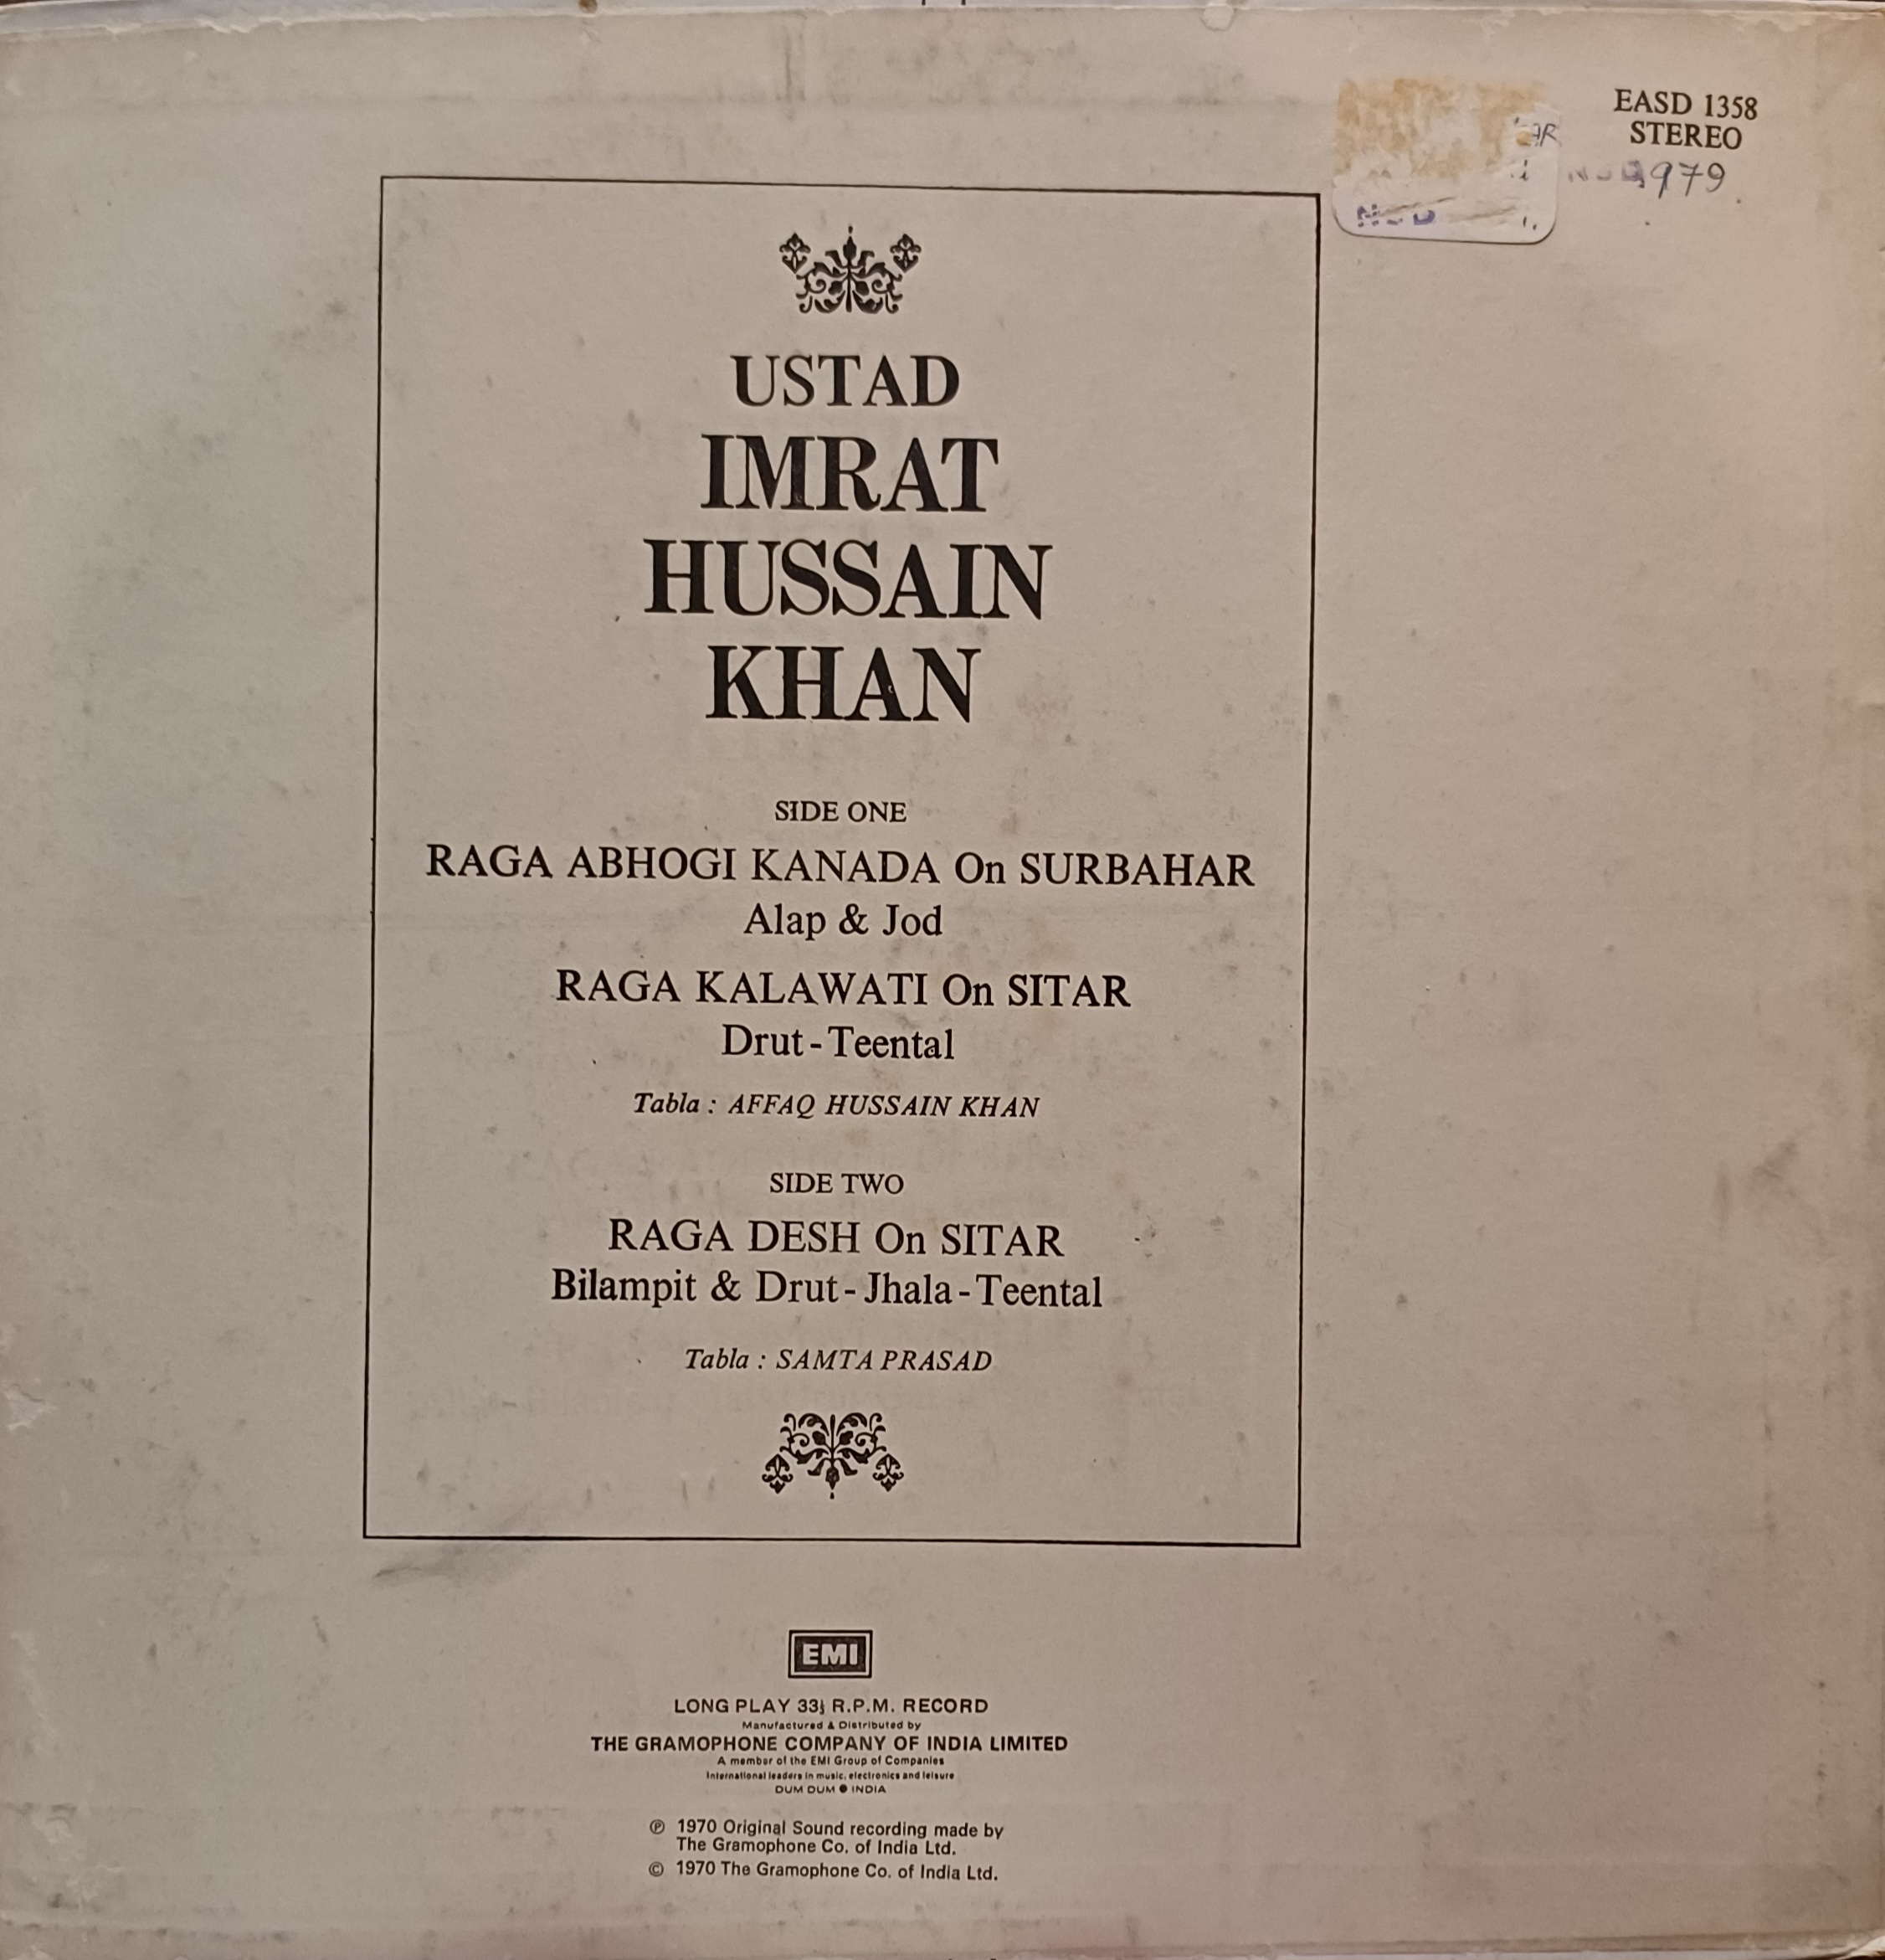 EASD 1358
STEREO
979
USTAD
IMRAT
HUSSAIN
KHAN
SIDE ONE
RAGA ABHOGI KANADA On SURBAHAR
Alap & Jod
RAGA KALAWATI On SITAR
Drut-Teental
Tabla : AFFAQ HUSSAIN KHAN
SIDE TWO
RAGA DESH On SITAR
Bilampit & Drut-Jhala-Teental
Tabla : SAMTA PRASAD
EMI
LONG PLAY 33⅓ R.P.M. RECORD
Manufactured & Distributed by
THE GRAMOPHONE COMPANY OF INDIA LIMITED
A member of the EMI Group of Companies
International leaders in music, electronics and leisure
DUM DUM ● INDIA
℗ 1970 Original Sound recording made by
The Gramophone Co. of India Ltd.
© 1970 The Gramophone Co. of India Ltd.